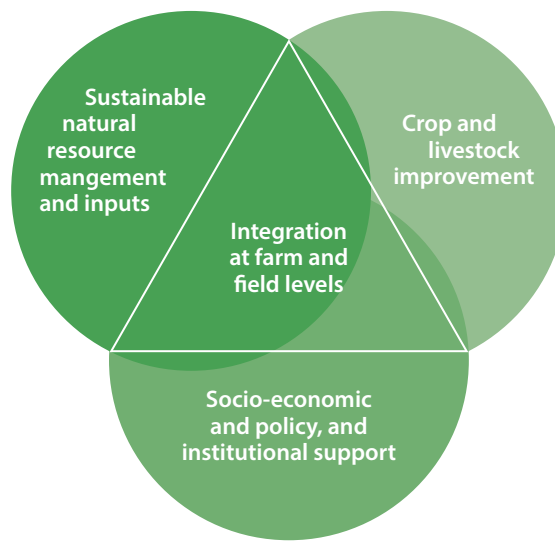 Sustainable
natural
resource
mangement
and inputs
Crop and
livestock
improvement
Integration
at farm and
field levels
Socio-economic
and policy, and
institutional support